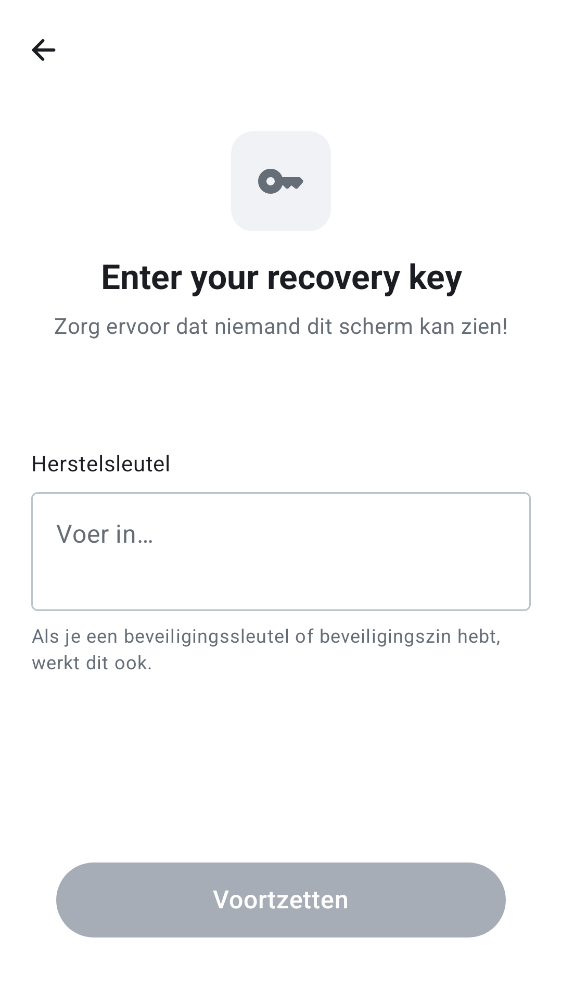 Enter your recovery key
Zorg ervoor dat niemand dit scherm kan zien!
Herstelsleutel
Voer in…
Als je een beveiligingssleutel of beveiligingszin hebt,
werkt dit ook.
Voortzetten